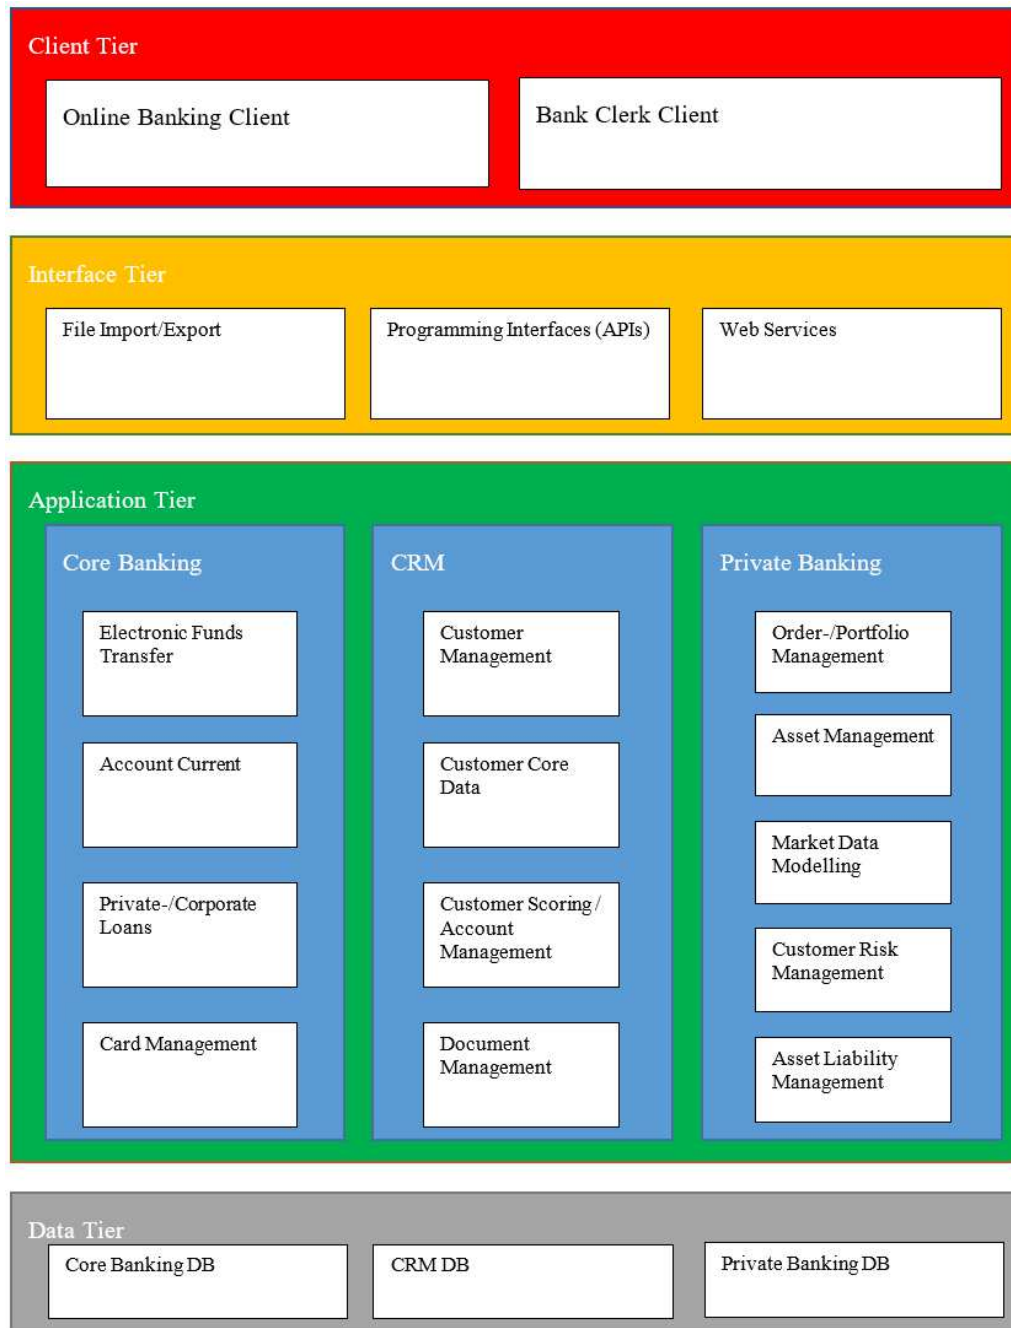 Client Tier
Online Banking Client
Bank Clerk Client
Interface Tier
File Import/Export
Programming Interfaces (APIs)
Web Services
Application Tier
Core Banking
Electronic Funds
Transfer
Account Current
Private-/Corporate
Loans
Card Management
CRM
Customer
Management
Customer Core
Data
Customer Scoring /
Account
Management
Document
Management
Private Banking
Order-/Portfolio
Management
Asset Management
Market Data
Modelling
Customer Risk
Management
Asset Liability
Management
Data Tier
Core Banking DB
CRM DB
Private Banking DB